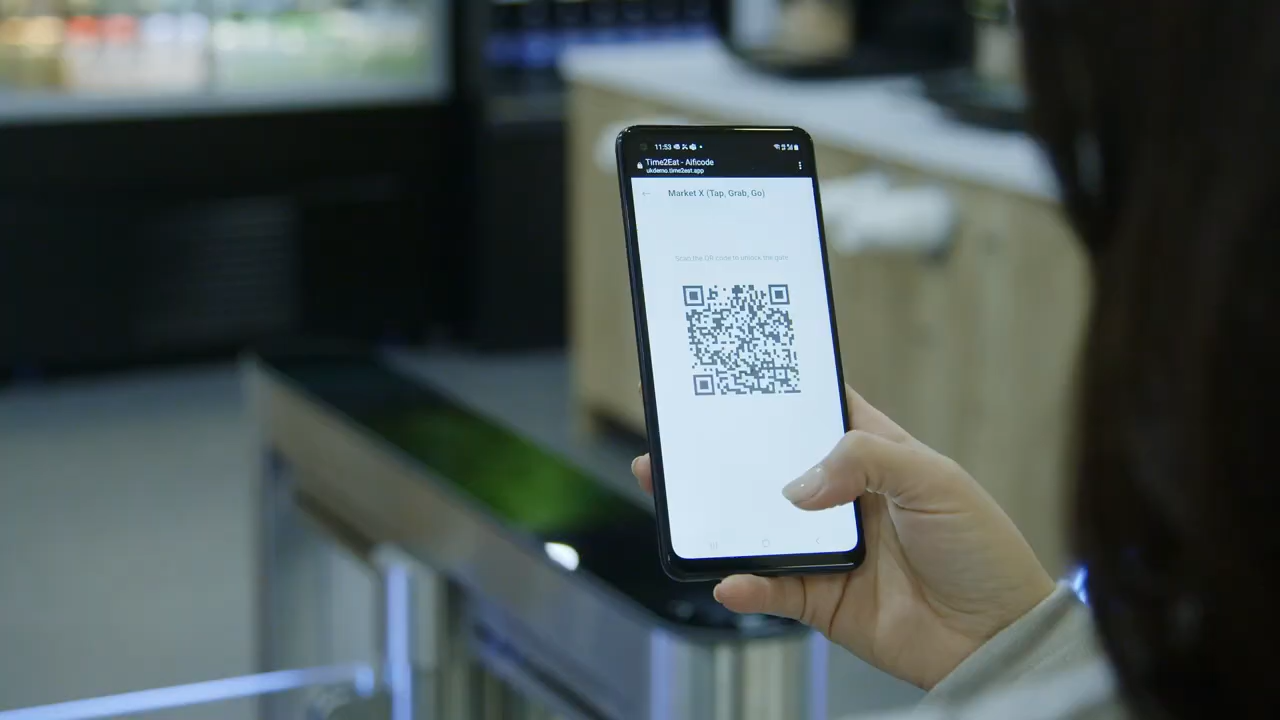 11:53
Time2Eat - Aificode
ukdemo.time2eat.app
Market X (Tap, Grab, Go)
Scan the QR code to unlock the gate